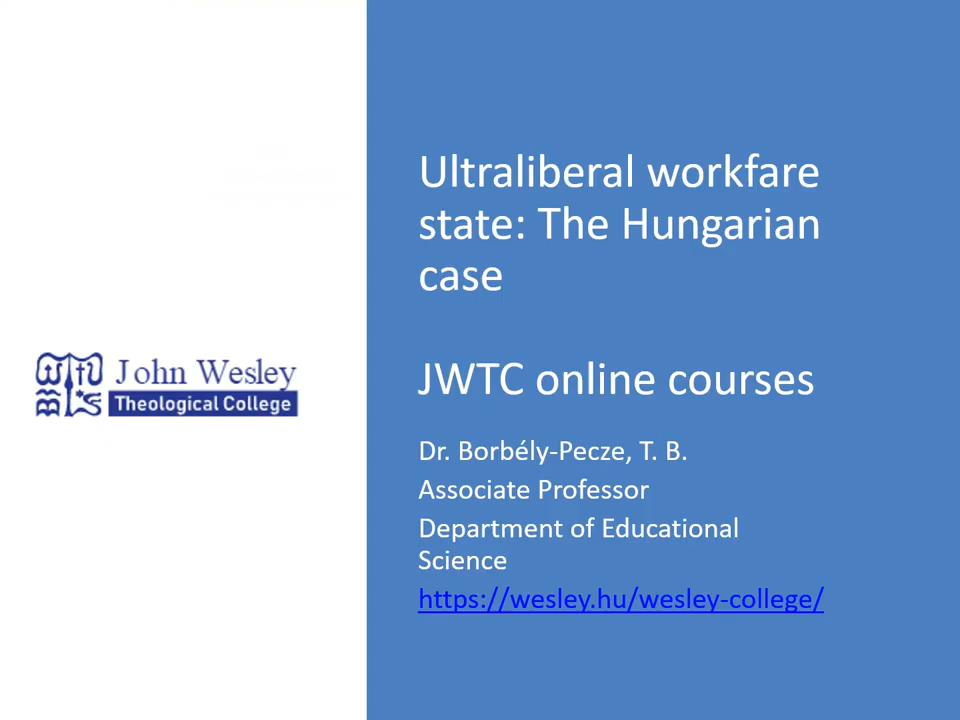 Ultraliberal workfare
state: The Hungarian
case
JWTC online courses
John Wesley
Theological College
Dr. Borbély-Pecze, T. B.
Associate Professor
Department of Educational
Science
https://wesley.hu/wesley-college/